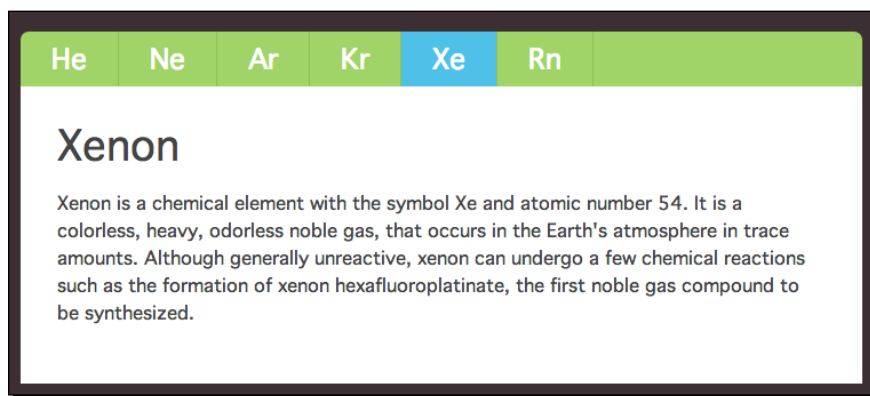 He Ne Ar Kr Xe Rn
Xenon
Xenon is a chemical element with the symbol Xe and atomic number 54. It is a
colorless, heavy, odorless noble gas, that occurs in the Earth's atmosphere in trace
amounts. Although generally unreactive, xenon can undergo a few chemical reactions
such as the formation of xenon hexafluoroplatinate, the first noble gas compound to
be synthesized.